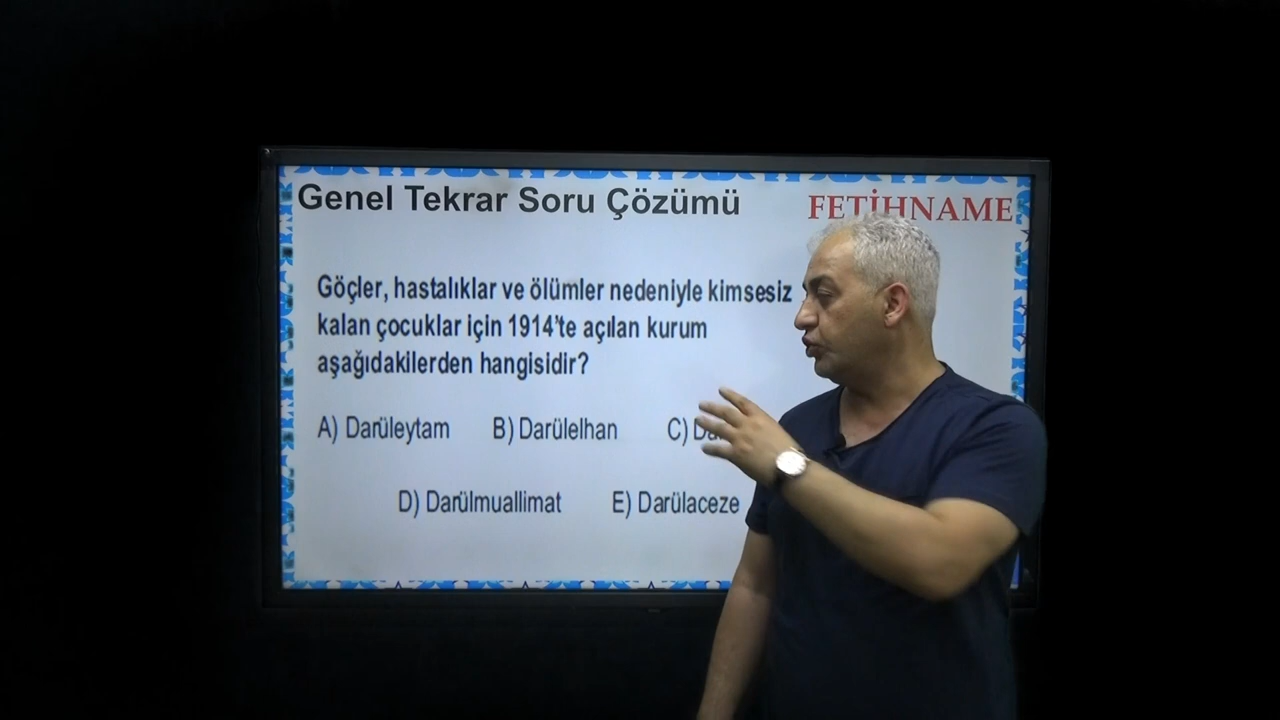 Genel Tekrar Soru Çözümü
FETİHNAME
Göçler, hastalıklar ve ölümler nedeniyle kimsesiz
kalan çocuklar için 1914'te açılan kurum
aşağıdakilerden hangisidir?
A) Darüleytam B) Darülelhan C)
D) Darülmuallimat E) Darülaceze